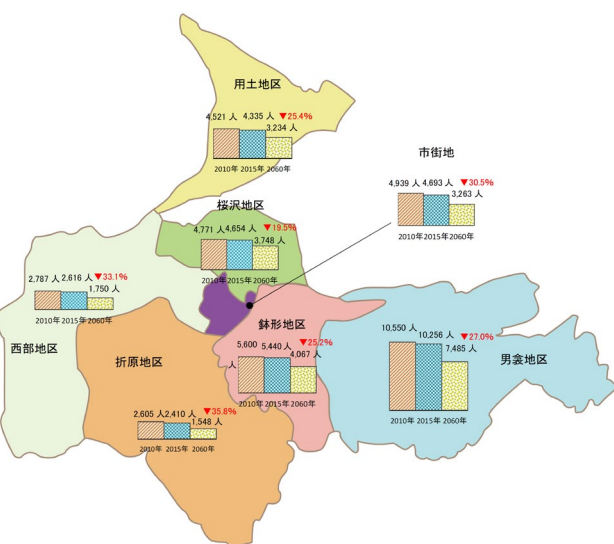 用土地区
4,521 人 4,335 人 ▼25.4%
3,234 人
2010年 2015年 2060年
市街地
4,939 人 4,693 人 ▼30.5%
3,263 人
2010年 2015年 2060年
桜沢地区
4,771 人 4,654 人 ▼19.5%
3,748 人
2010年 2015年 2060年
2,787 人 2,616 人 ▼33.1%
1,750 人
2010年 2015年 2060年
西部地区
鉢形地区
5,600 人 5,440 人 ▼25.2%
4,067 人
2010年 2015年 2060年
10,550 人 10,256 人 ▼27.0%
7,485 人
2010年 2015年 2060年
男衾地区
折原地区
2,605 人 2,410 人 ▼35.8%
1,548 人
2010年 2015年 2060年